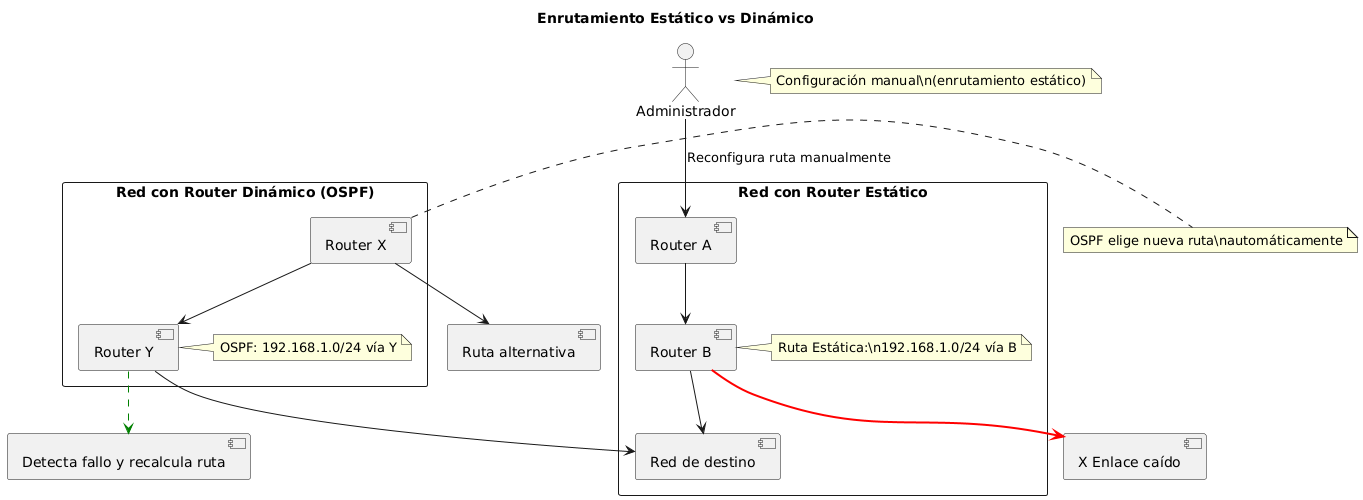 Enrutamiento Estático vs Dinámico
Configuración manual\n(enrutamiento estático)
Administrador
Reconfigura ruta manualmente
Red con Router Dinámico (OSPF)
Red con Router Estático
Router X
Router A
OSPF elige nueva ruta\nautomáticamente
Router Y
OSPF: 192.168.1.0/24 vía Y
Ruta alternativa
Router B
Ruta Estática:\n192.168.1.0/24 vía B
Detecta fallo y recalcula ruta
Red de destino
X Enlace caído